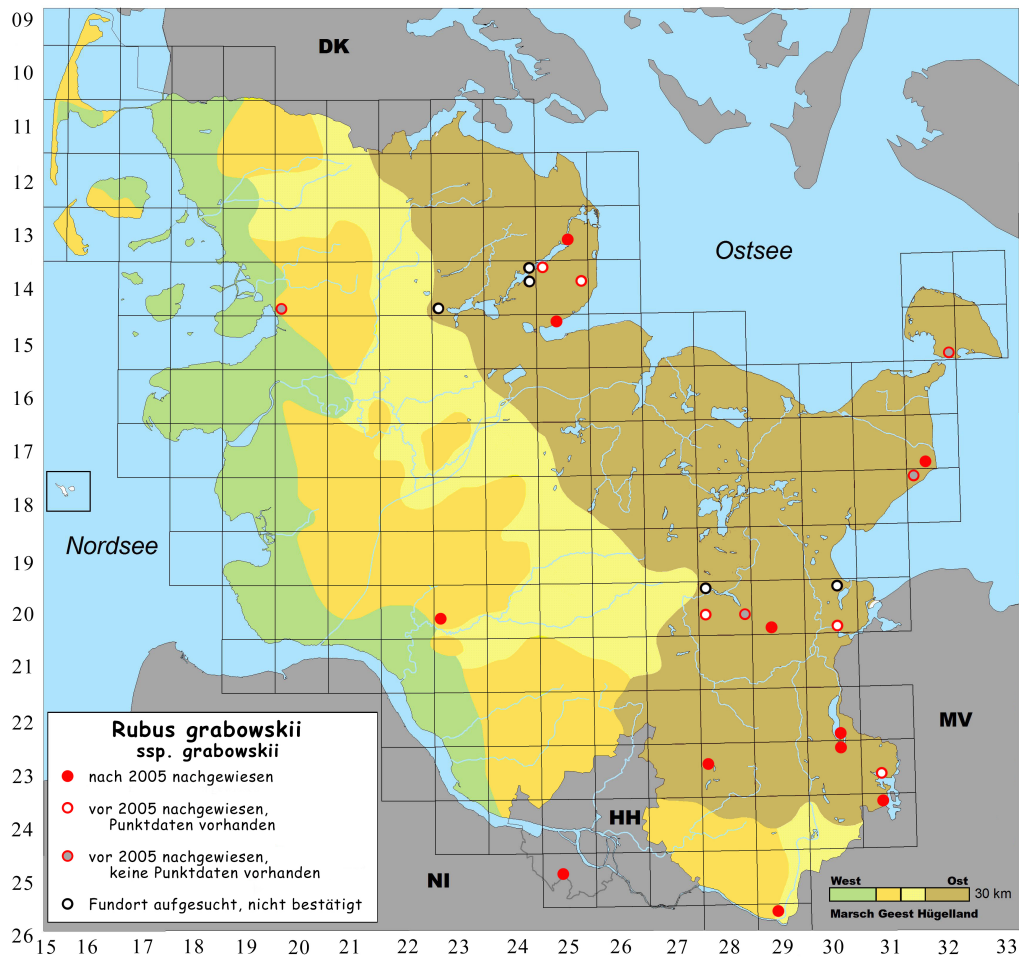 09
10
11
12
13
14
15
16
17
18
19
20
21
22
23
24
25
26
DK
Ostsee
Nordsee
MV
HH
NI
Rubus grabowskii
ssp. grabowskii
nach 2005 nachgewiesen
vor 2005 nachgewiesen,
Punktdaten vorhanden
vor 2005 nachgewiesen,
keine Punktdaten vorhanden
Fundort aufgesucht, nicht bestätigt
West Ost
30 km
Marsch Geest Hügelland
15 16 17 18 19 20 21 22 23 24 25 26 27 28 29 30 31 32 33